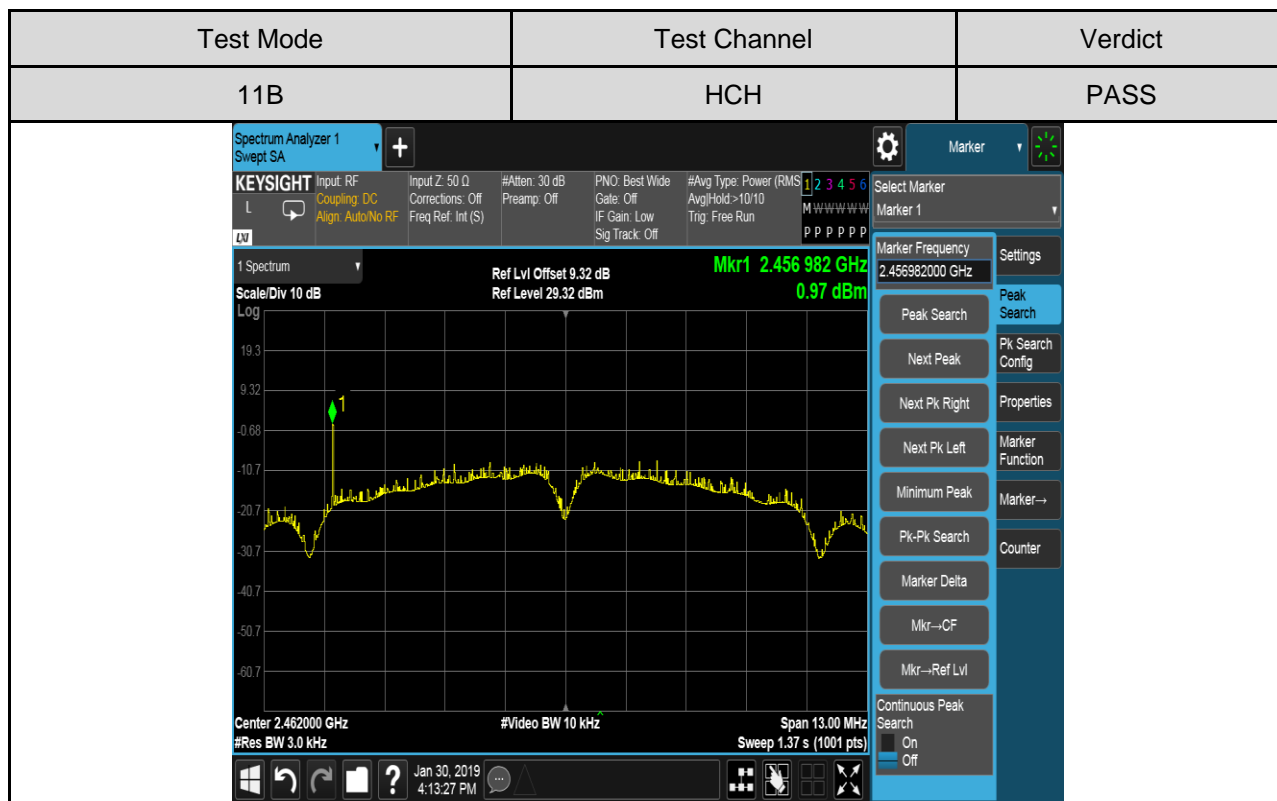 Test Mode Test Channel Verdict
11B HCH PASS
Spectrum Analyzer 1
Swept SA
+
Marker
KEYSIGHT
L
LXI
Input: RF
Coupling: DC
Align: Auto/No RF
Input Z: 50 Ω
Corrections: Off
Freq Ref: Int (S)
#Atten: 30 dB
Preamp: Off
PNO: Best Wide
Gate: Off
IF Gain: Low
Sig Track: Off
#Avg Type: Power (RMS
Avg|Hold:>10/10
Trig: Free Run
1 2 3 4 5 6
M W W W W W
P P P P P P
Select Marker
Marker 1
1 Spectrum
Scale/Div 10 dB
Log
Ref Lvl Offset 9.32 dB
Ref Level 29.32 dBm
Mkr1 2.456 982 GHz
0.97 dBm
19.3
9.32
-0.68
-10.7
-20.7
-30.7
-40.7
-50.7
-60.7
1
Center 2.462000 GHz
#Res BW 3.0 kHz
#Video BW 10 kHz
Span 13.00 MHz
Sweep 1.37 s (1001 pts)
Marker Frequency
2.456982000 GHz
Peak Search
Next Peak
Next Pk Right
Next Pk Left
Minimum Peak
Pk-Pk Search
Marker Delta
Mkr→CF
Mkr→Ref Lvl
Continuous Peak
Search
On
Off
Settings
Peak
Search
Pk Search
Config
Properties
Marker
Function
Marker→
Counter
?
Jan 30, 2019
4:13:27 PM